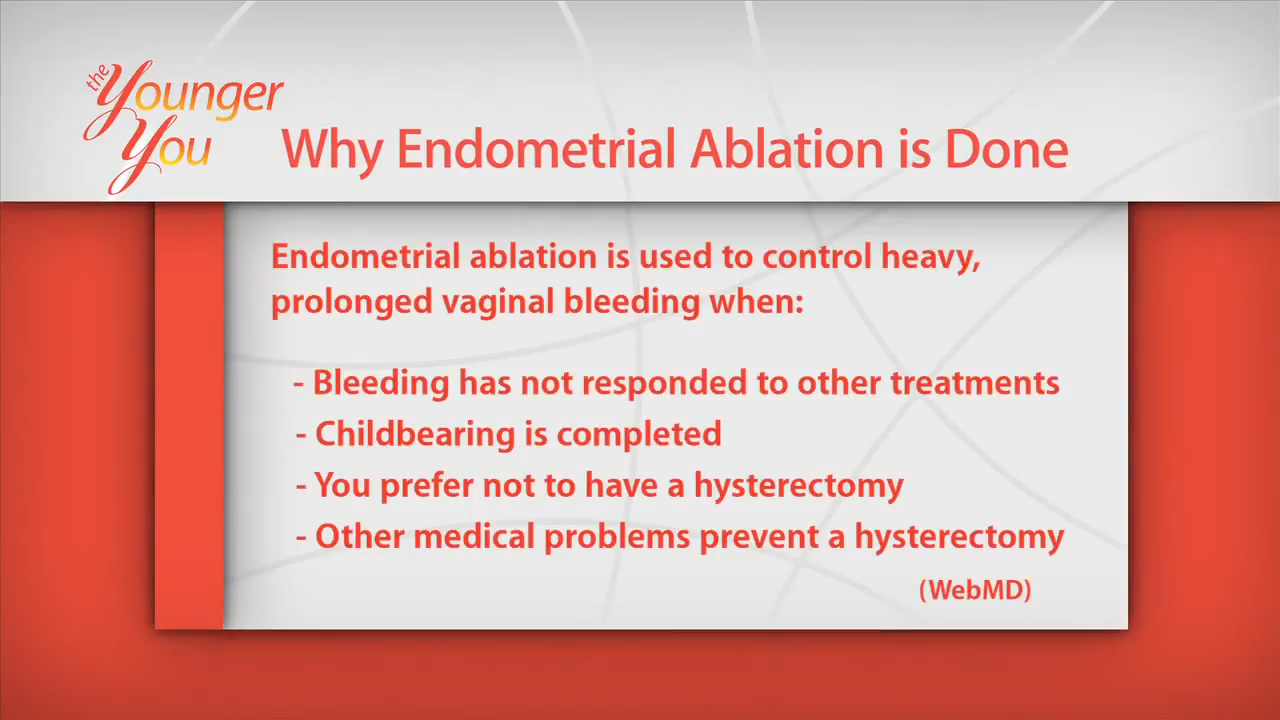 the Younger
You
Why Endometrial Ablation is Done
Endometrial ablation is used to control heavy,
prolonged vaginal bleeding when:
- Bleeding has not responded to other treatments
- Childbearing is completed
- You prefer not to have a hysterectomy
- Other medical problems prevent a hysterectomy
(WebMD)